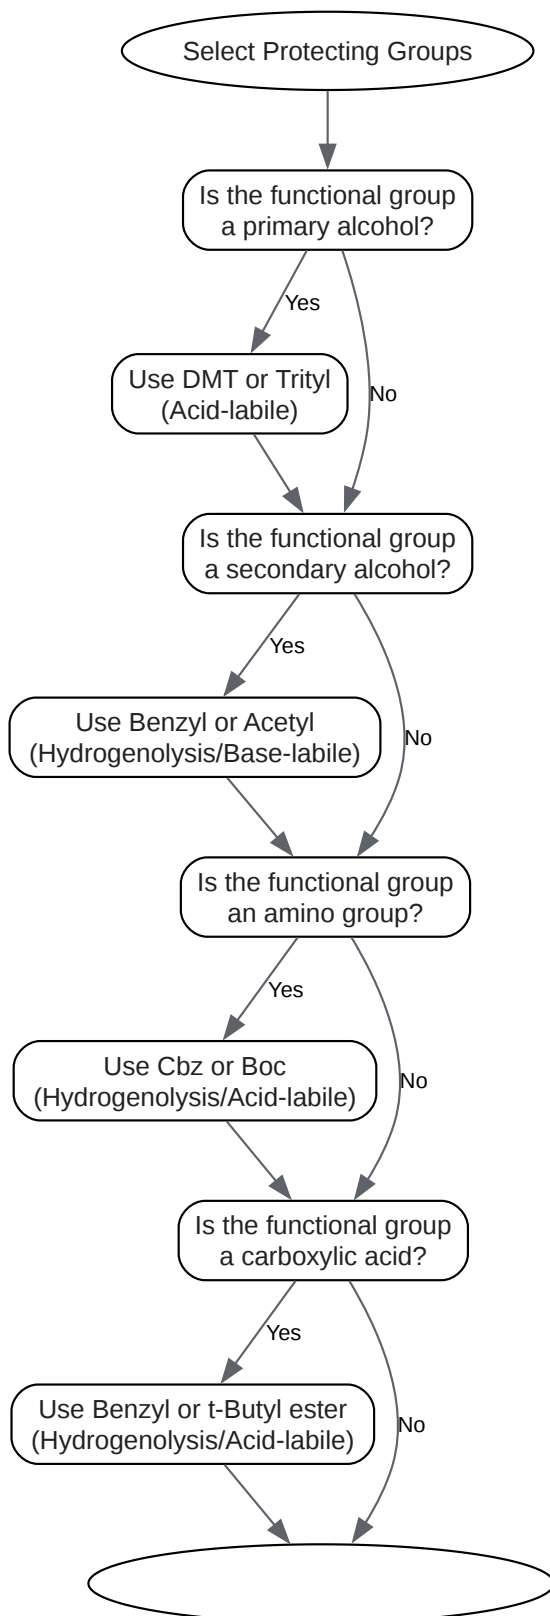 Select Protecting Groups
Is the functional group
a primary alcohol?
Yes
Use DMT or Trityl
(Acid-labile)
No
Is the functional group
a secondary alcohol?
Yes
Use Benzyl or Acetyl
(Hydrogenolysis/Base-labile)
No
Is the functional group
an amino group?
Yes
Use Cbz or Boc
(Hydrogenolysis/Acid-labile)
No
Is the functional group
a carboxylic acid?
Yes
Use Benzyl or t-Butyl ester
(Hydrogenolysis/Acid-labile)
No